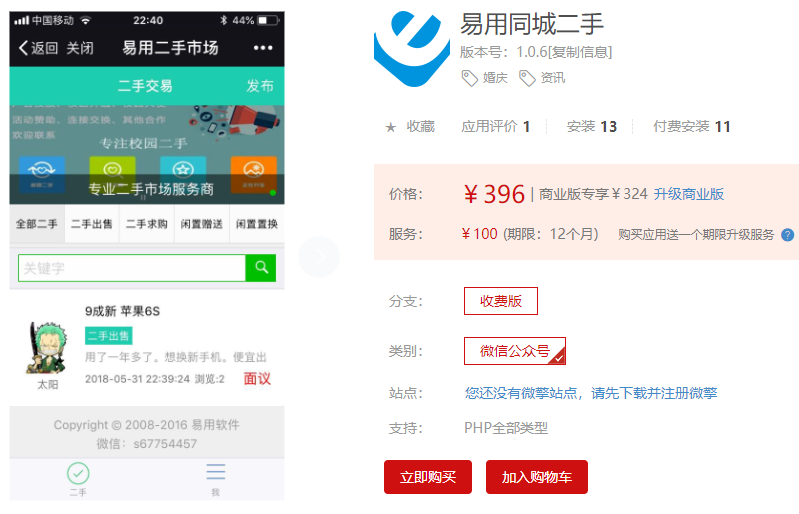 中国移动 22:40 44%
返回 关闭 易用二手市场
二手交易 发布
活动赞助、连接交换、其他合作
欢迎联系
专注校园二手
专业二手市场服务商
全部二手 二手出售 二手求购 闲置赠送 闲置置换
关键字
9成新 苹果6S
二手出售
用了一年多了。想换新手机。便宜出
太阳 2018-05-31 22:39:24 浏览:2 面议
Copyright © 2008-2016 易用软件
微信：s67754457
二手 我
易用同城二手
版本号：1.0.6[复制信息]
婚庆 资讯
收藏 应用评价 1 安装 13 付费安装 11
价格： ¥ 396 | 商业版专享 ¥ 324 升级商业版
服务： ¥ 100 (期限：12个月) 购买应用送一个期限升级服务 ?
分支： 收费版
类别： 微信公众号
站点： 您还没有微擎站点，请先下载并注册微擎
支持： PHP全部类型
立即购买 加入购物车